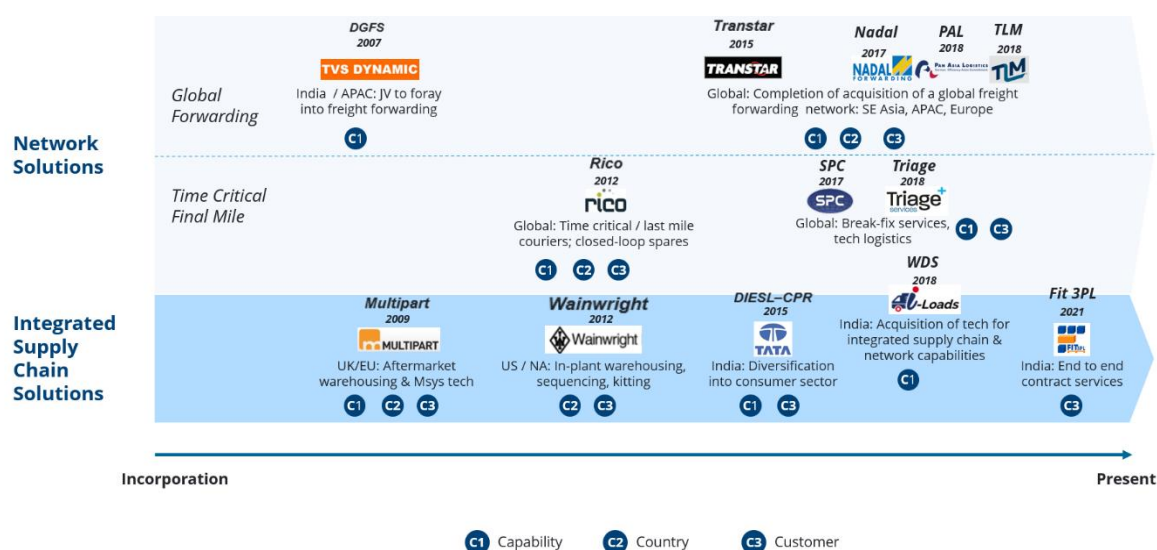 Network
Solutions
Global
Forwarding
DGFS
2007
TVS DYNAMIC
India / APAC: JV to foray
into freight forwarding
C1
Transtar
2015
TRANSTAR
Nadal
2017
NADAL
FORWARDING
PAL
2018
PAN ASIA LOGISTICS
TLM
2018
TLM
Global: Completion of acquisition of a global freight
forwarding network: SE Asia, APAC, Europe
C1 C2 C3
Time Critical
Final Mile
Rico
2012
rico
Global: Time critical / last mile
couriers; closed-loop spares
C1 C2 C3
SPC
2017
SPC
Triage
2018
Triage+
services
Global: Break-fix services,
tech logistics
C1 C3
Integrated
Supply
Chain
Solutions
Multipart
2009
MULTIPART
UK/EU: Aftermarket
warehousing & Msys tech
C1 C2 C3
Wainwright
2012
Wainwright
US / NA: In-plant warehousing,
sequencing, kitting
C2 C3
DIESL–CPR
2015
TATA
India: Diversification
into consumer sector
C1 C3
WDS
2018
4i-Loads
India: Acquisition of tech for
integrated supply chain &
network capabilities
C1
Fit 3PL
2021
FIT3PL
India: End to end
contract services
C3
Incorporation
Present
C1 Capability C2 Country C3 Customer